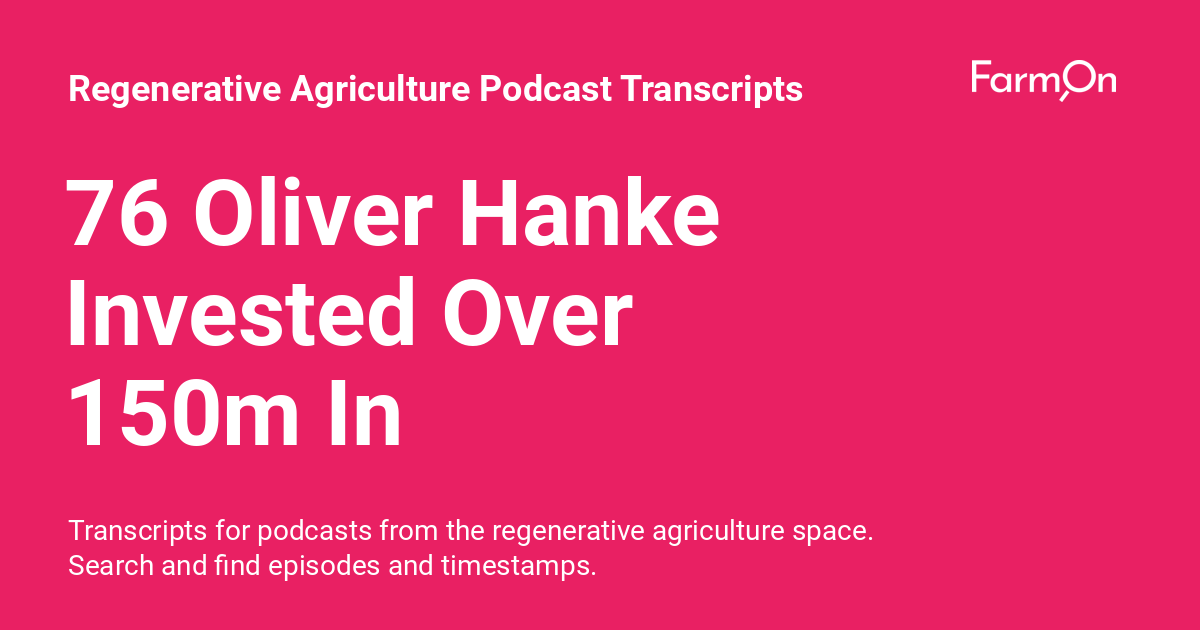 Regenerative Agriculture Podcast Transcripts
FarmOn
76 Oliver Hanke
Invested Over
150m In
Transcripts for podcasts from the regenerative agriculture space.
Search and find episodes and timestamps.